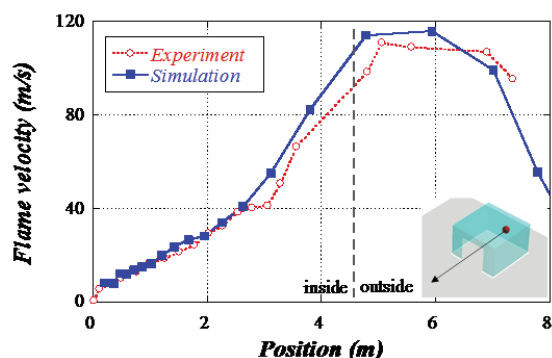 120
80
40
0
Flame velocity (m/s)
Experiment
Simulation
inside
outside
0
2
4
6
8
Position (m)